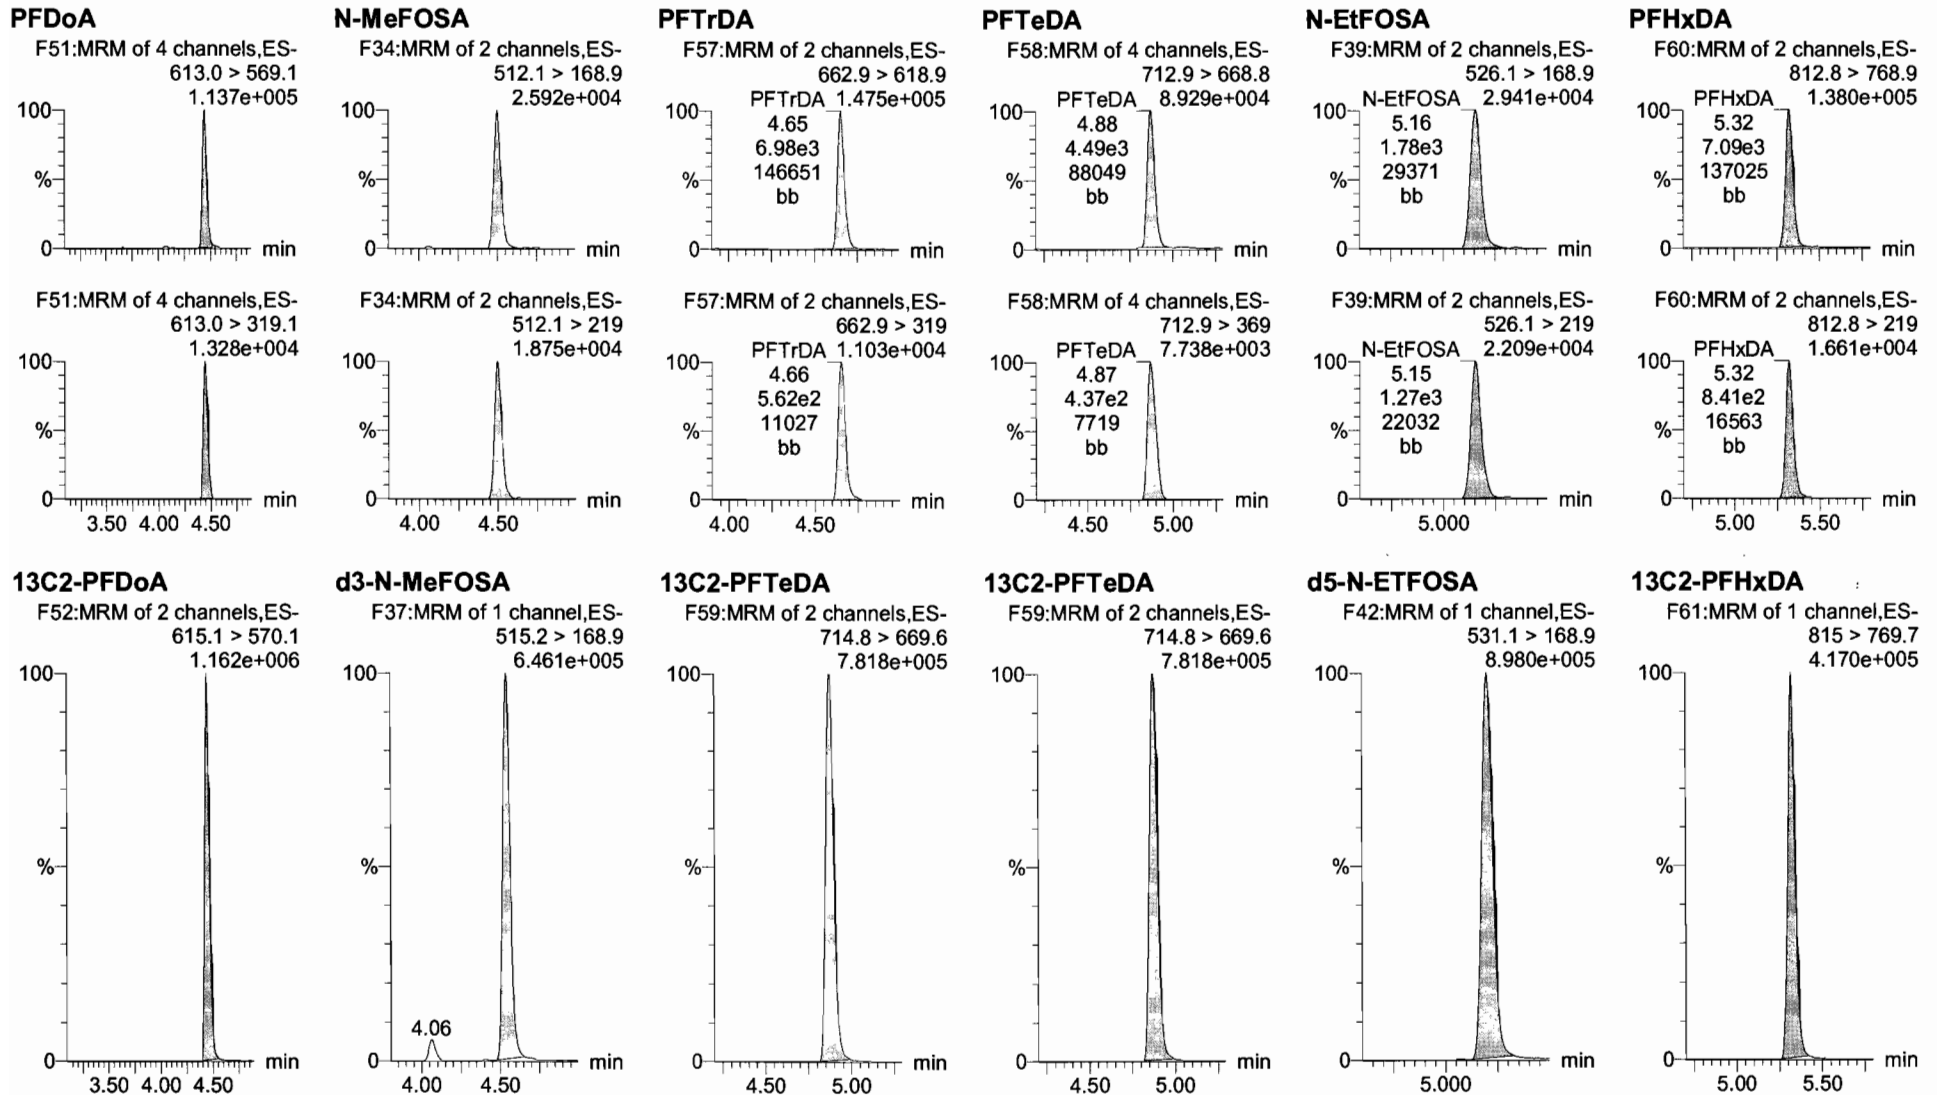 PFDoA
F51:MRM of 4 channels,ES-
613.0 > 569.1
1.137e+005
100
%
0
min
N-MeFOSA
F34:MRM of 2 channels,ES-
512.1 > 168.9
2.592e+004
100
%
0
min
PFTrDA
F57:MRM of 2 channels,ES-
662.9 > 618.9
PFTrDA 1.475e+005
100
4.65
6.98e3
146651
%
bb
0
min
PFTeDA
F58:MRM of 4 channels,ES-
712.9 > 668.8
PFTeDA 8.929e+004
100
4.88
4.49e3
88049
%
bb
0
min
N-EtFOSA
F39:MRM of 2 channels,ES-
526.1 > 168.9
N-EtFOSA 2.941e+004
100
5.16
1.78e3
29371
%
bb
0
min
PFHxDA
F60:MRM of 2 channels,ES-
812.8 > 768.9
PFHxDA 1.380e+005
100
5.32
7.09e3
137025
%
bb
0
min
F51:MRM of 4 channels,ES-
613.0 > 319.1
1.328e+004
100
%
0
min
3.50 4.00 4.50
F34:MRM of 2 channels,ES-
512.1 > 219
1.875e+004
100
%
0
min
4.00 4.50
F57:MRM of 2 channels,ES-
662.9 > 319
PFTrDA 1.103e+004
100
4.66
5.62e2
11027
%
bb
0
min
4.00 4.50
F58:MRM of 4 channels,ES-
712.9 > 369
PFTeDA 7.738e+003
100
4.87
4.37e2
7719
%
bb
0
min
4.50 5.00
F39:MRM of 2 channels,ES-
526.1 > 219
N-EtFOSA 2.209e+004
100
5.15
1.27e3
22032
%
bb
0
min
5.000
F60:MRM of 2 channels,ES-
812.8 > 219
PFHxDA 1.661e+004
100
5.32
8.41e2
16563
%
bb
0
min
5.00 5.50
13C2-PFDoA
F52:MRM of 2 channels,ES-
615.1 > 570.1
1.162e+006
100
%
0
min
3.50 4.00 4.50
d3-N-MeFOSA
F37:MRM of 1 channel,ES-
515.2 > 168.9
6.461e+005
100
%
4.06
0
min
4.00 4.50
13C2-PFTeDA
F59:MRM of 2 channels,ES-
714.8 > 669.6
7.818e+005
100
%
0
min
4.50 5.00
13C2-PFTeDA
F59:MRM of 2 channels,ES-
714.8 > 669.6
7.818e+005
100
%
0
min
4.50 5.00
d5-N-ETFOSA
F42:MRM of 1 channel,ES-
531.1 > 168.9
8.980e+005
100
%
0
min
5.000
13C2-PFHxDA
F61:MRM of 1 channel,ES-
815 > 769.7
4.170e+005
100
%
0
min
5.00 5.50